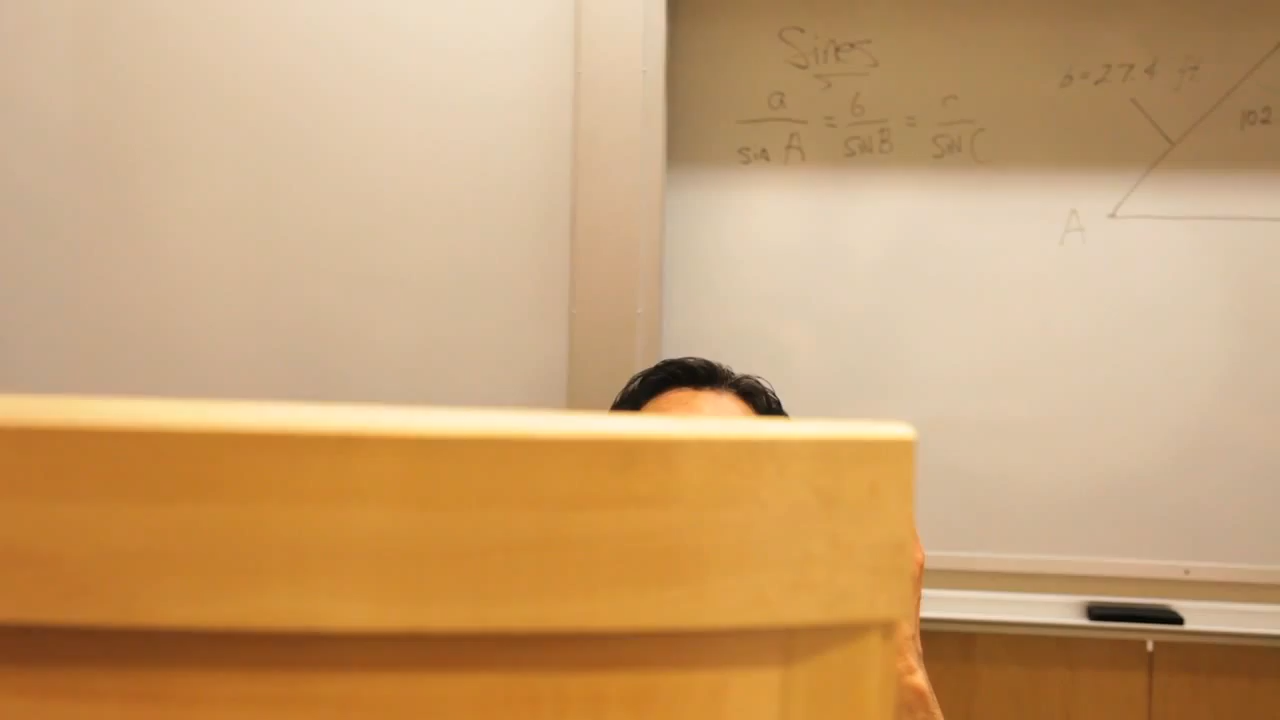 Sines
a/sin A = b/sin B = c/sin C
b = 27.4 ft
102
A